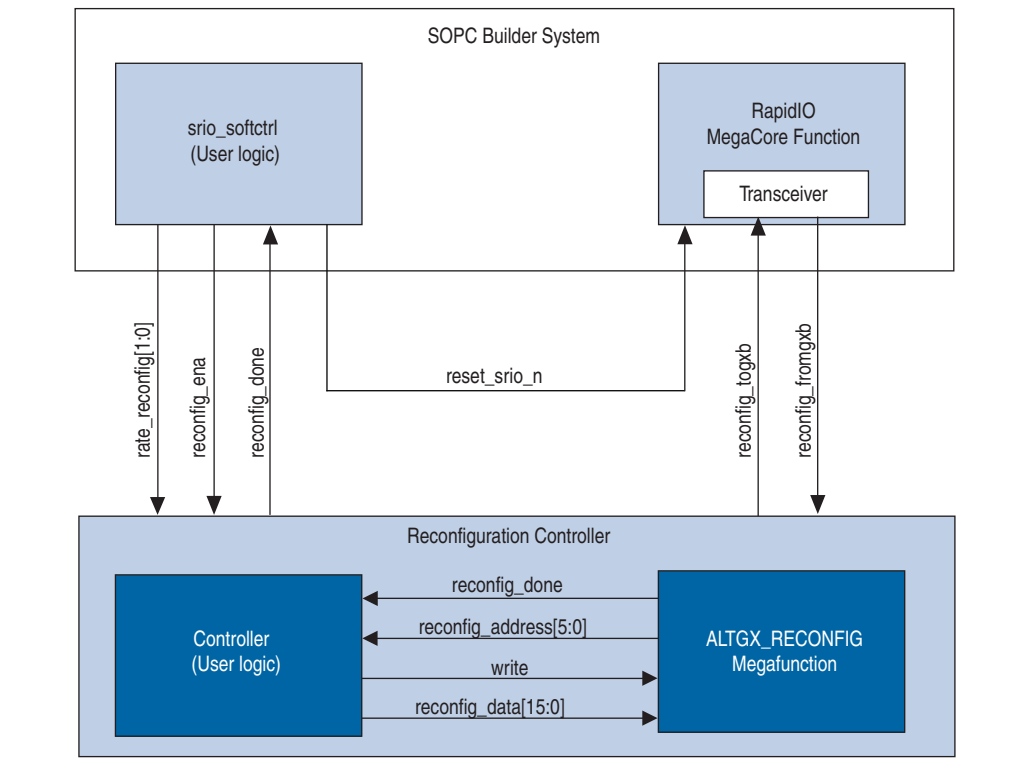 SOPC Builder System
srio_softctrl
(User logic)
RapidIO
MegaCore Function
Transceiver
rate_reconfig[1:0]
reconfig_ena
reconfig_done
reset_srio_n
reconfig_togxb
reconfig_fromgxb
Reconfiguration Controller
Controller
(User logic)
reconfig_done
reconfig_address[5:0]
write
reconfig_data[15:0]
ALTGX_RECONFIG
Megafunction